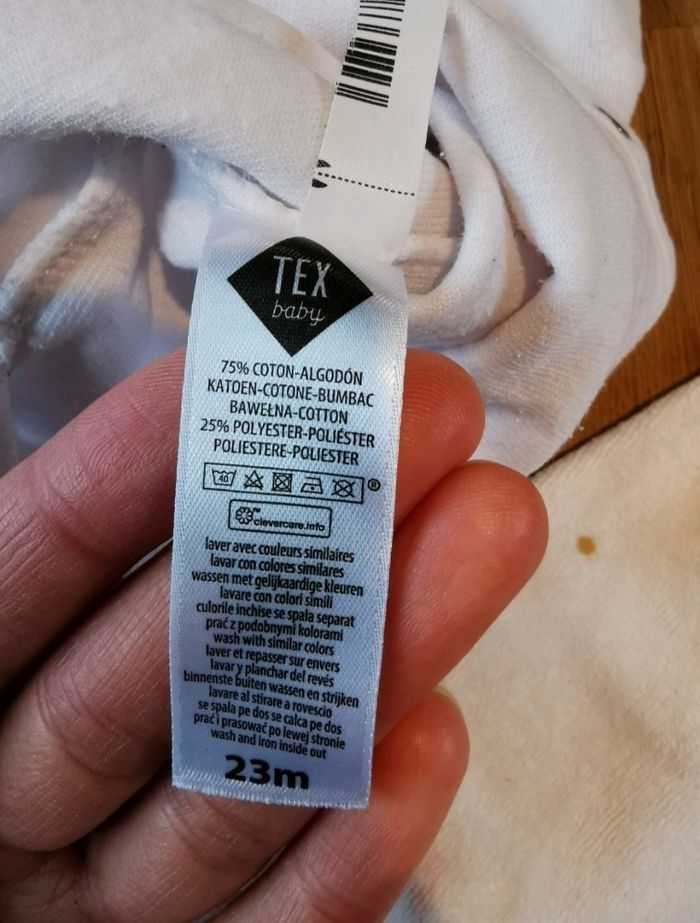 TEX
baby
75% COTON-ALGODÓN
KATOEN-COTONE-BUMBAC
BAWEŁNA-COTTON
25% POLYESTER-POLIÉSTER
POLIESTERE-POLIESTER
40
®
TM
clevercare.info
laver avec couleurs similaires
lavar con colores similares
wassen met gelijkaardige kleuren
lavare con colori simili
culorile inchise se spala separat
prać z podobnymi kolorami
wash with similar colors
laver et repasser sur envers
lavar y planchar del revés
binnenste buiten wassen en strijken
lavare al stirare a rovescio
se spala pe dos se calca pe dos
prać i prasować po lewej stronie
wash and iron inside out
23m